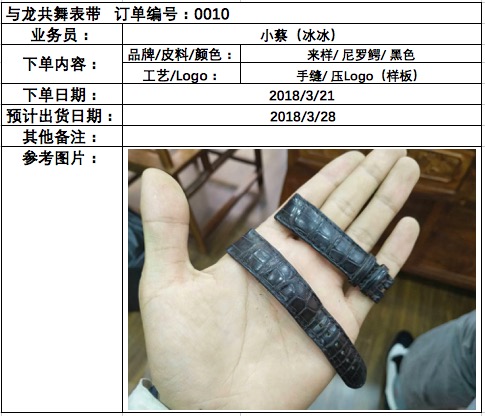 与龙共舞表带 订单编号：0010
业务员： 小蔡（冰冰）
下单内容： 品牌/皮料/颜色： 来样/ 尼罗鳄/ 黑色
工艺/Logo： 手缝/ 压Logo（样板）
下单日期： 2018/3/21
预计出货日期： 2018/3/28
其他备注：
参考图片：